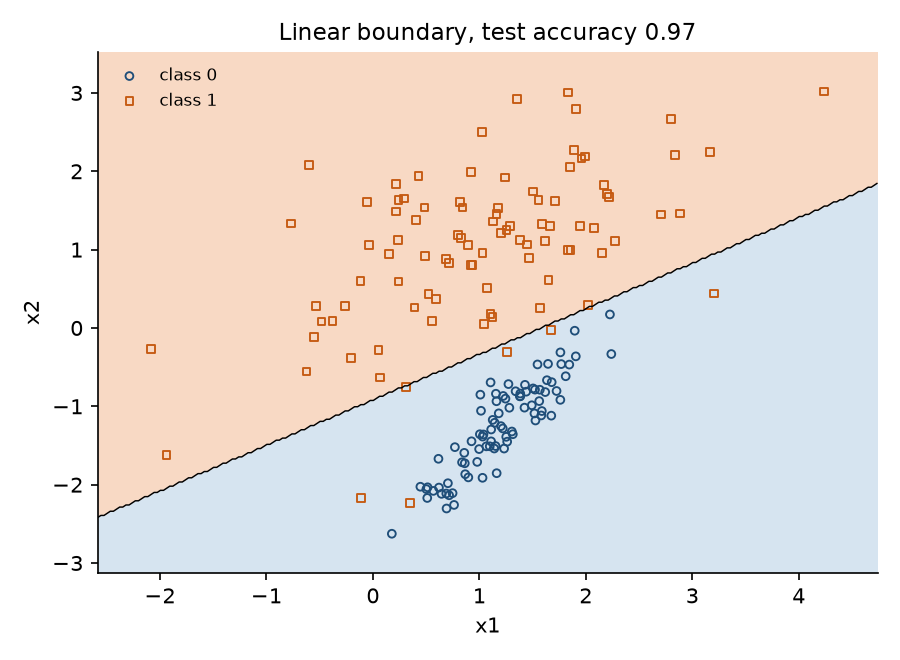 Linear boundary, test accuracy 0.97
class 0
class 1
3
2
1
0
−1
−2
−3
x2
−2 −1 0 1 2 3 4
x1